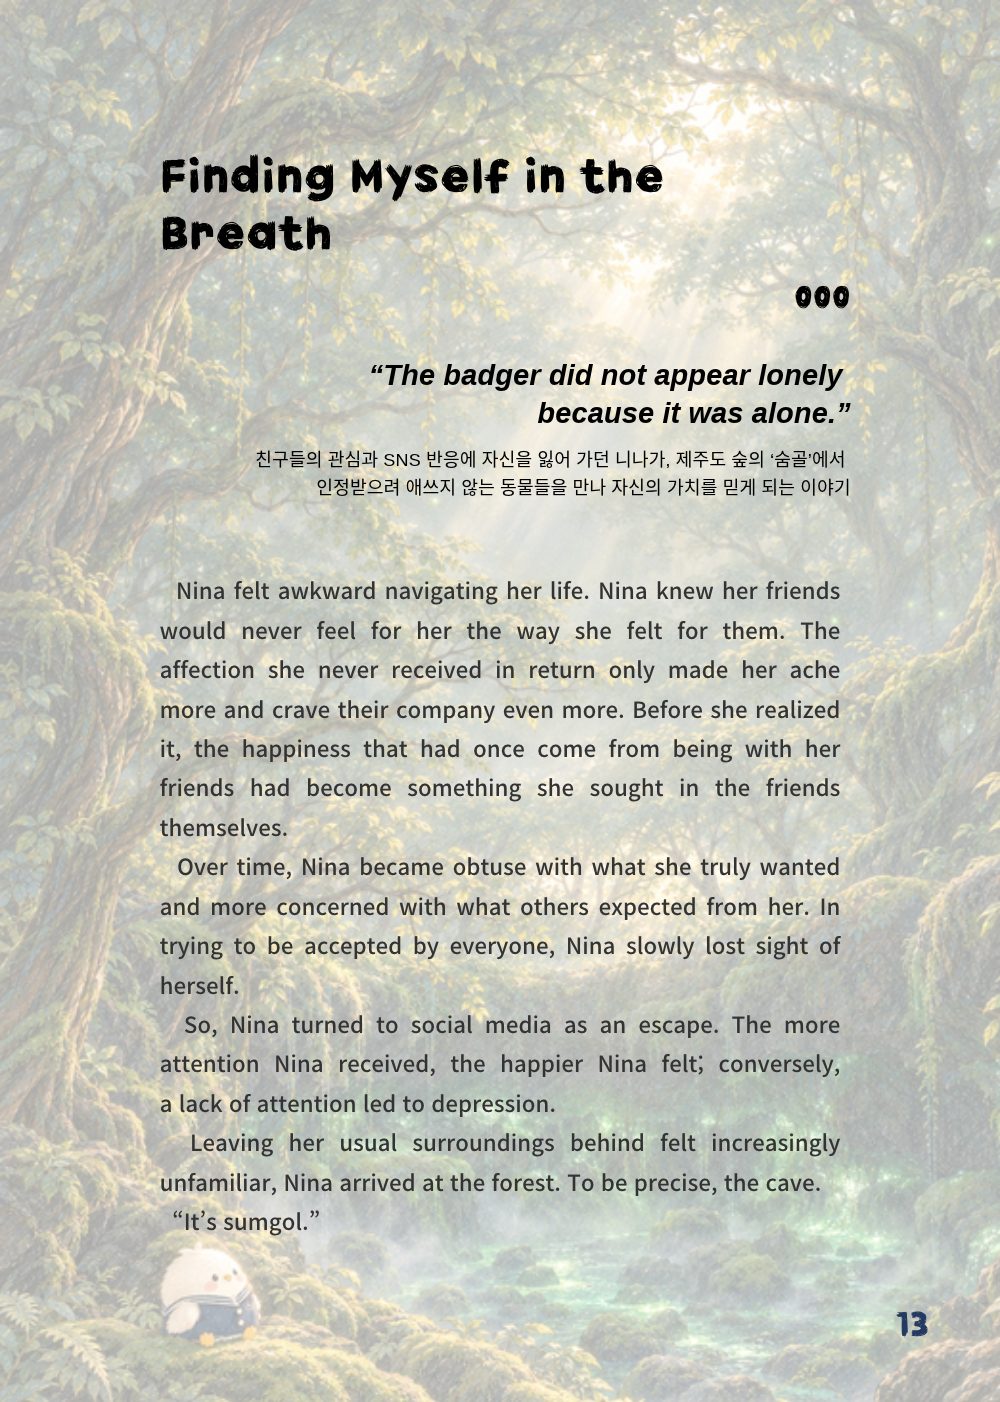 Finding Myself in the
Breath
000
“The badger did not appear lonely
because it was alone.”
친구들의 관심과 SNS 반응에 자신을 잃어 가던 니나가, 제주도 숲의 ‘숨골’에서
인정받으려 애쓰지 않는 동물들을 만나 자신의 가치를 믿게 되는 이야기
Nina felt awkward navigating her life. Nina knew her friends
would never feel for her the way she felt for them. The
affection she never received in return only made her ache
more and crave their company even more. Before she realized
it, the happiness that had once come from being with her
friends had become something she sought in the friends
themselves.
Over time, Nina became obtuse with what she truly wanted
and more concerned with what others expected from her. In
trying to be accepted by everyone, Nina slowly lost sight of
herself.
So, Nina turned to social media as an escape. The more
attention Nina received, the happier Nina felt; conversely,
a lack of attention led to depression.
Leaving her usual surroundings behind felt increasingly
unfamiliar, Nina arrived at the forest. To be precise, the cave.
“It’s sumgol.”
13